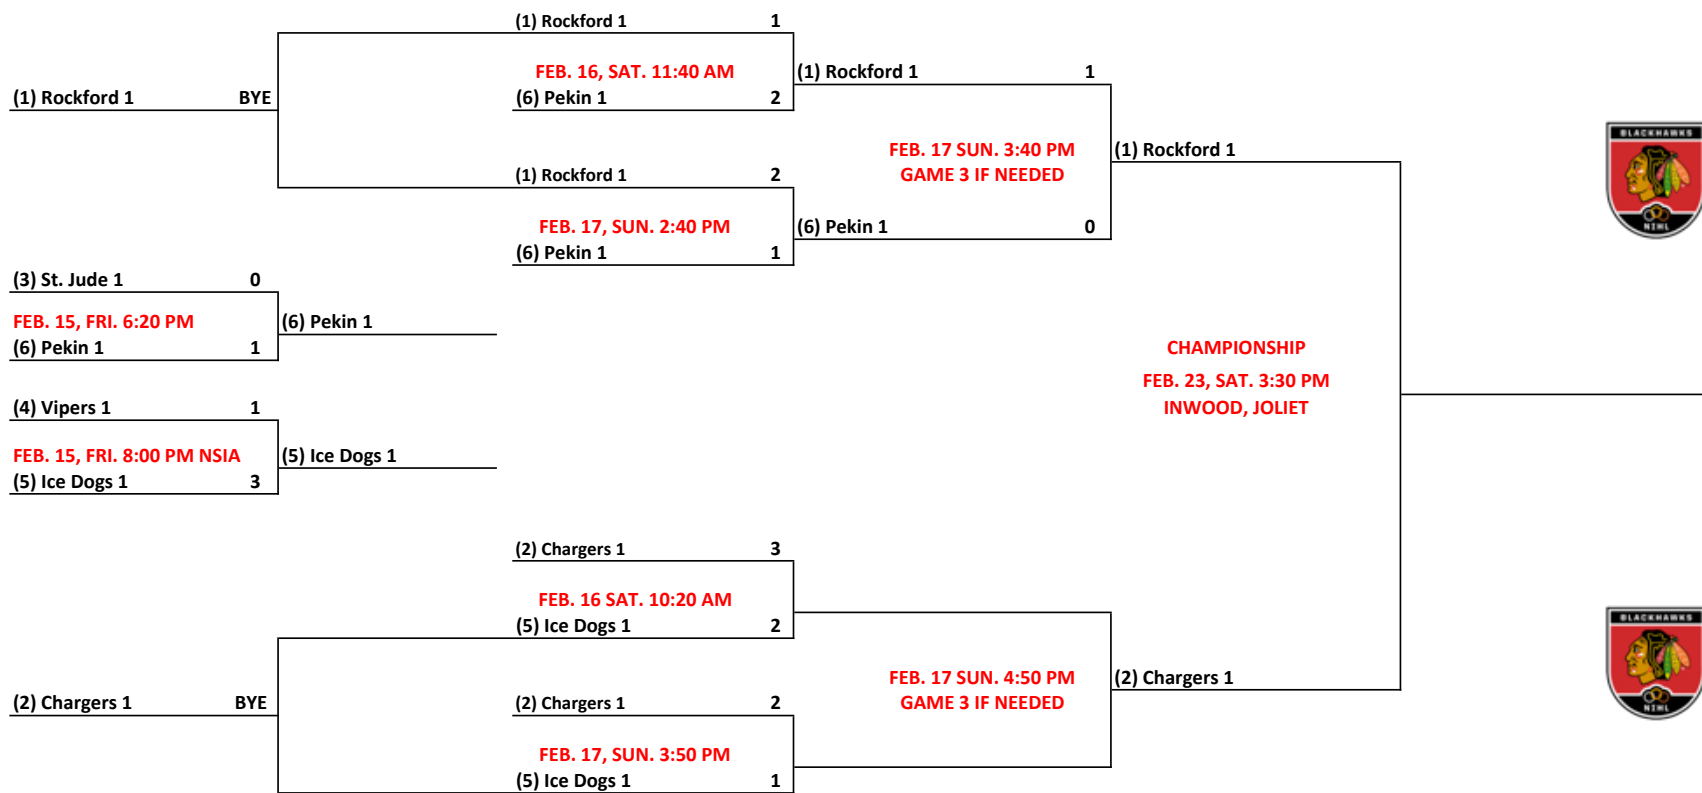 (1) Rockford 1 1
FEB. 16, SAT. 11:40 AM
(6) Pekin 1 2
(1) Rockford 1 BYE
(1) Rockford 1 1
(1) Rockford 1 2
FEB. 17, SUN. 2:40 PM
(6) Pekin 1 1
FEB. 17 SUN. 3:40 PM
GAME 3 IF NEEDED
(6) Pekin 1 0
(1) Rockford 1
BLACKHAWKS
NIHL
(3) St. Jude 1 0
FEB. 15, FRI. 6:20 PM
(6) Pekin 1 1
(6) Pekin 1
(4) Vipers 1 1
FEB. 15, FRI. 8:00 PM NSIA
(5) Ice Dogs 1 3
(5) Ice Dogs 1
CHAMPIONSHIP
FEB. 23, SAT. 3:30 PM
INWOOD, JOLIET
(2) Chargers 1 3
FEB. 16 SAT. 10:20 AM
(5) Ice Dogs 1 2
(2) Chargers 1 BYE
(2) Chargers 1 2
FEB. 17, SUN. 3:50 PM
(5) Ice Dogs 1 1
FEB. 17 SUN. 4:50 PM
GAME 3 IF NEEDED
(2) Chargers 1
BLACKHAWKS
NIHL